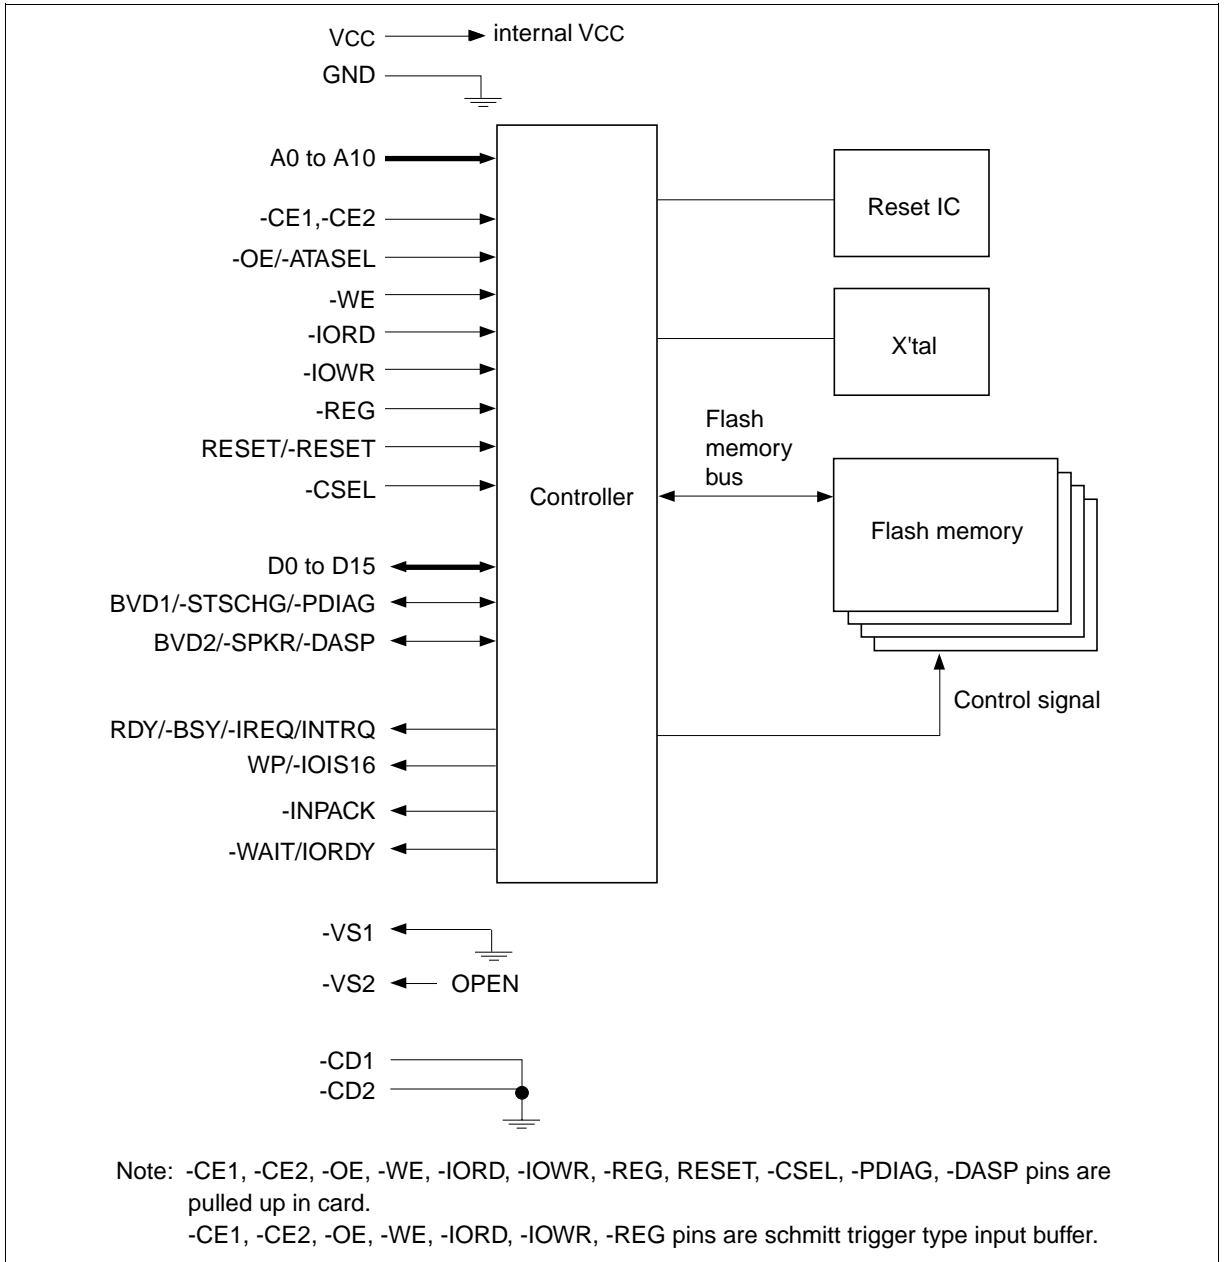 VCC
internal VCC
GND
A0 to A10
-CE1,-CE2
-OE/-ATASEL
-WE
-IORD
-IOWR
-REG
RESET/-RESET
-CSEL
D0 to D15
BVD1/-STSCHG/-PDIAG
BVD2/-SPKR/-DASP
RDY/-BSY/-IREQ/INTRQ
WP/-IOIS16
-INPACK
-WAIT/IORDY
Controller
Reset IC
X'tal
Flash
memory
bus
Flash memory
Control signal
-VS1
-VS2
OPEN
-CD1
-CD2
Note: -CE1, -CE2, -OE, -WE, -IORD, -IOWR, -REG, RESET, -CSEL, -PDIAG, -DASP pins are
pulled up in card.
-CE1, -CE2, -OE, -WE, -IORD, -IOWR, -REG pins are schmitt trigger type input buffer.